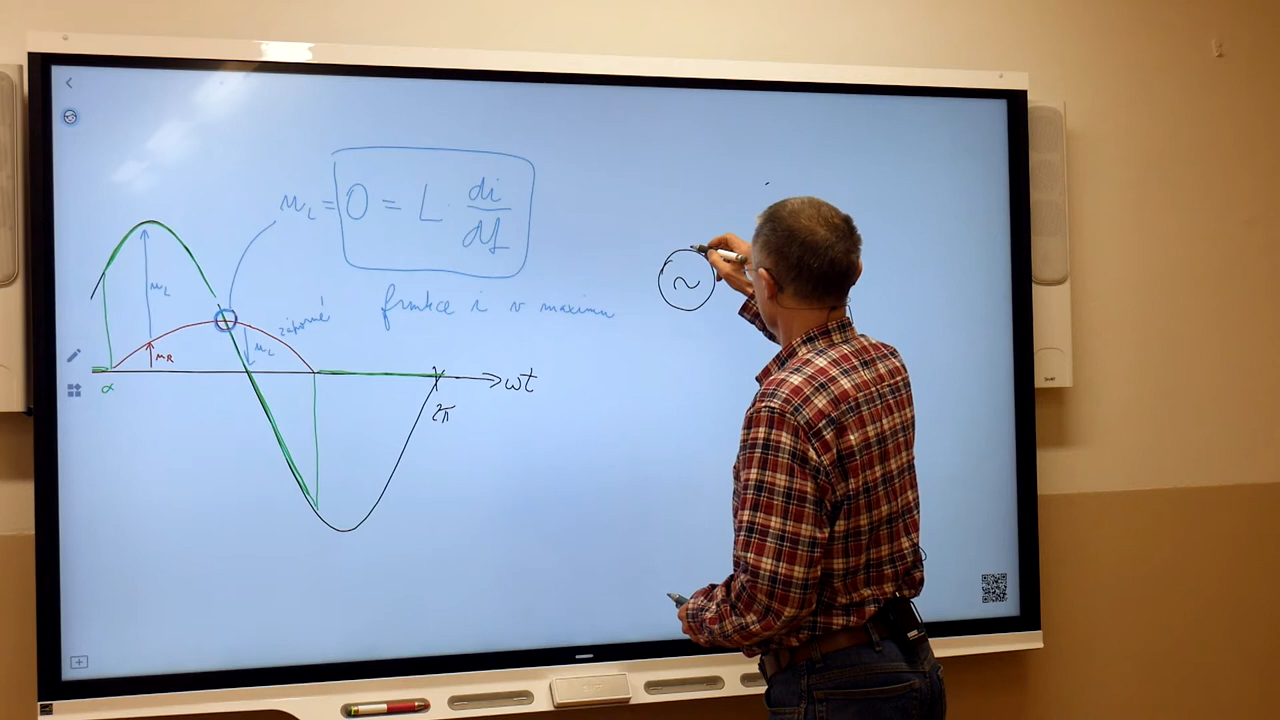 u_L = 0 = L · di/dt
funkce i v maximu
u_L
záporné
u_R
u_L
α
ωt
2π
~